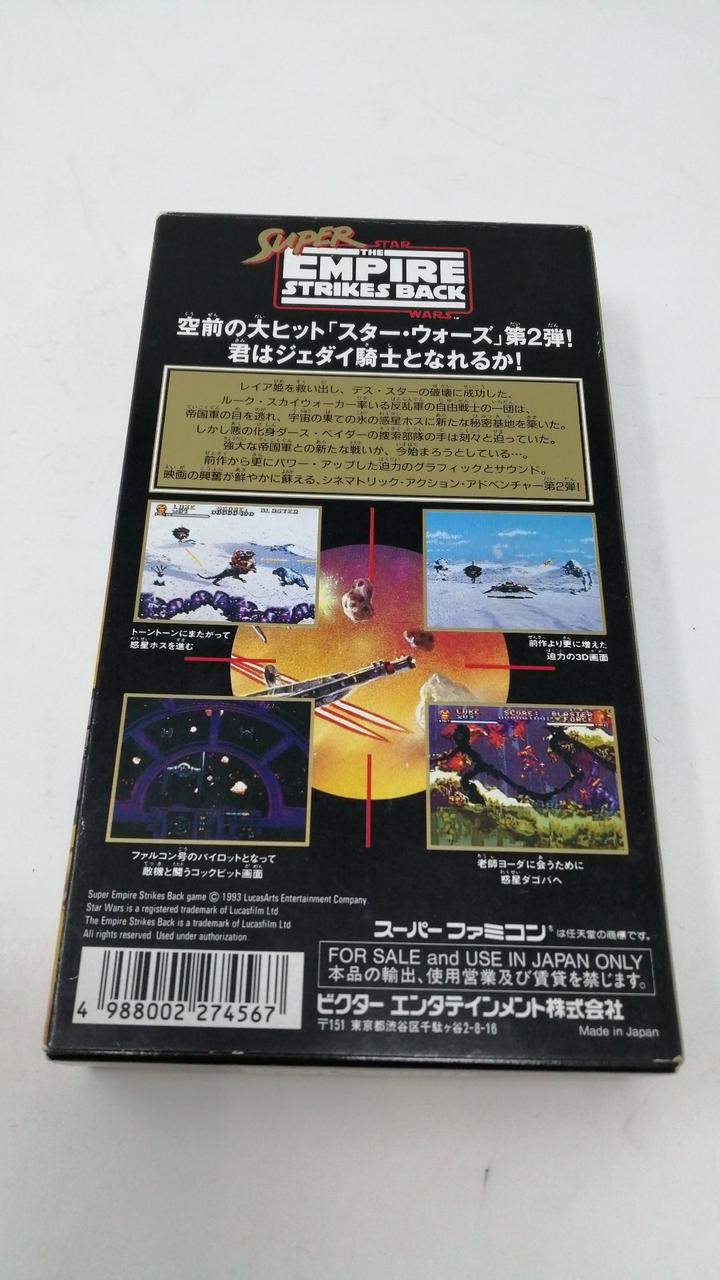 SUPER STAR
THE
EMPIRE
STRIKES BACK
WARS™
空前の大ヒット「スター・ウォーズ」第2弾!
君はジェダイ騎士となれるか!
レイア姫を救い出し、デス・スターの破壊に成功した、
ルーク・スカイウォーカー率いる反乱軍の自由戦士の一団は、
帝国軍の目を逃れ、宇宙の果ての氷の惑星ホスに新たな秘密基地を築いた。
しかし悪の化身ダース・ベイダーの捜索部隊の手は刻々と迫っていた。
強大な帝国軍との新たな戦いが、今始まろうとしている…。
前作から更にパワー・アップした迫力のグラフィックとサウンド。
映画の興奮が鮮やかに蘇える、シネマトリック・アクション・アドベンチャー第2弾!
LUKE SCORE: BLASTER
トーントーンにまたがって
惑星ホスを進む
前作より更に増えた
迫力の3D画面
LUKE SCORE: BLASTER
FORCE
ファルコン号のパイロットとなって
敵機と闘うコックピット画面
老師ヨーダに会うために
惑星ダゴバへ
Super Empire Strikes Back game © 1993 LucasArts Entertainment Company
Star Wars is a registered trademark of Lucasfilm Ltd
The Empire Strikes Back is a trademark of Lucasfilm Ltd
All rights reserved. Used under authorization.
スーパーファミコン®は任天堂の商標です。
FOR SALE and USE IN JAPAN ONLY
本品の輸出、使用営業及び賃貸を禁じます。
4 988002 274567
ビクター エンタテインメント株式会社
〒151 東京都渋谷区千駄ヶ谷2-8-16
Made in Japan